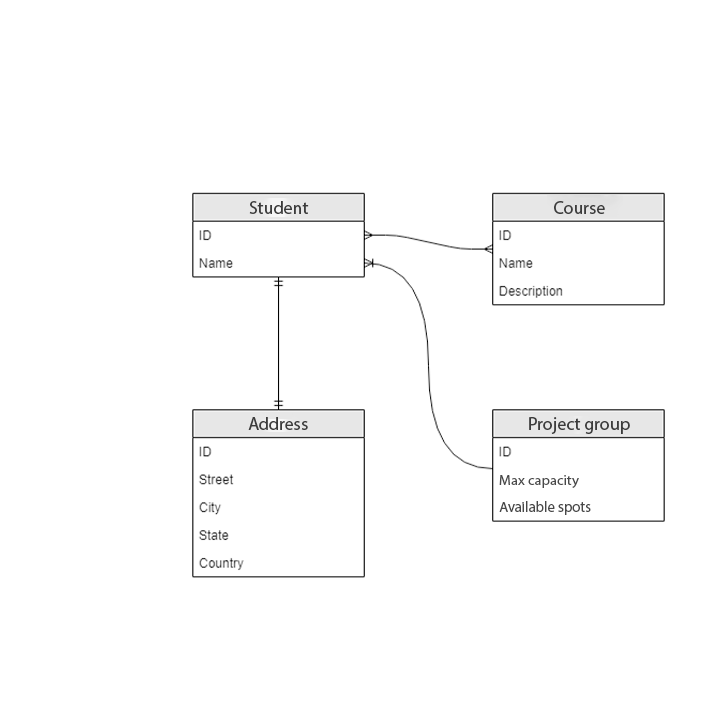 Student
ID
Name
Course
ID
Name
Description
Address
ID
Street
City
State
Country
Project group
ID
Max capacity
Available spots